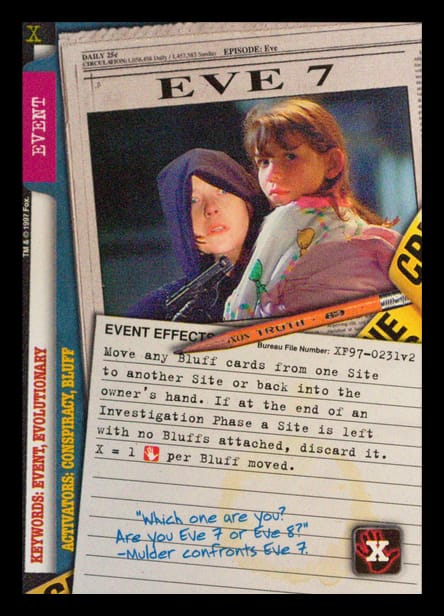 X
DAILY 25¢
EPISODE: Eve
EVE 7
EVENT
TM & © 1997 Fox.
KEYWORDS: EVENT, EVOLUTIONARY
ACTIVATORS: CONSPIRACY, BLUFF
TRUTH
EVENT EFFECTS
Bureau File Number: XF97-0231v2
Move any Bluff cards from one Site
to another Site or back into the
owner's hand. If at the end of an
Investigation Phase a Site is left
with no Bluffs attached, discard it.
X = 1 per Bluff moved.
"Which one are you?
Are you Eve 7 or Eve 8?"
-Mulder confronts Eve 7.
X